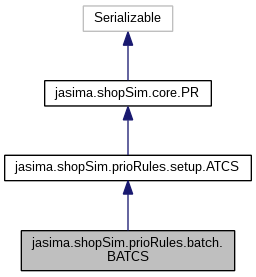 Serializable
jasima.shopSim.core.PR
jasima.shopSim.prioRules.setup.ATCS
jasima.shopSim.prioRules.batch.
BATCS